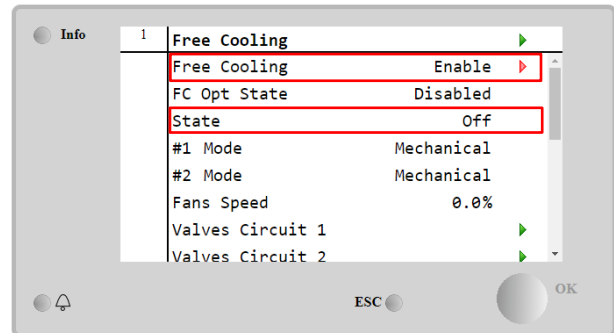 Info
1 Free Cooling
Free Cooling Enable
FC Opt State Disabled
State Off
#1 Mode Mechanical
#2 Mode Mechanical
Fans Speed 0.0%
Valves Circuit 1
Valves Circuit 2
ESC OK